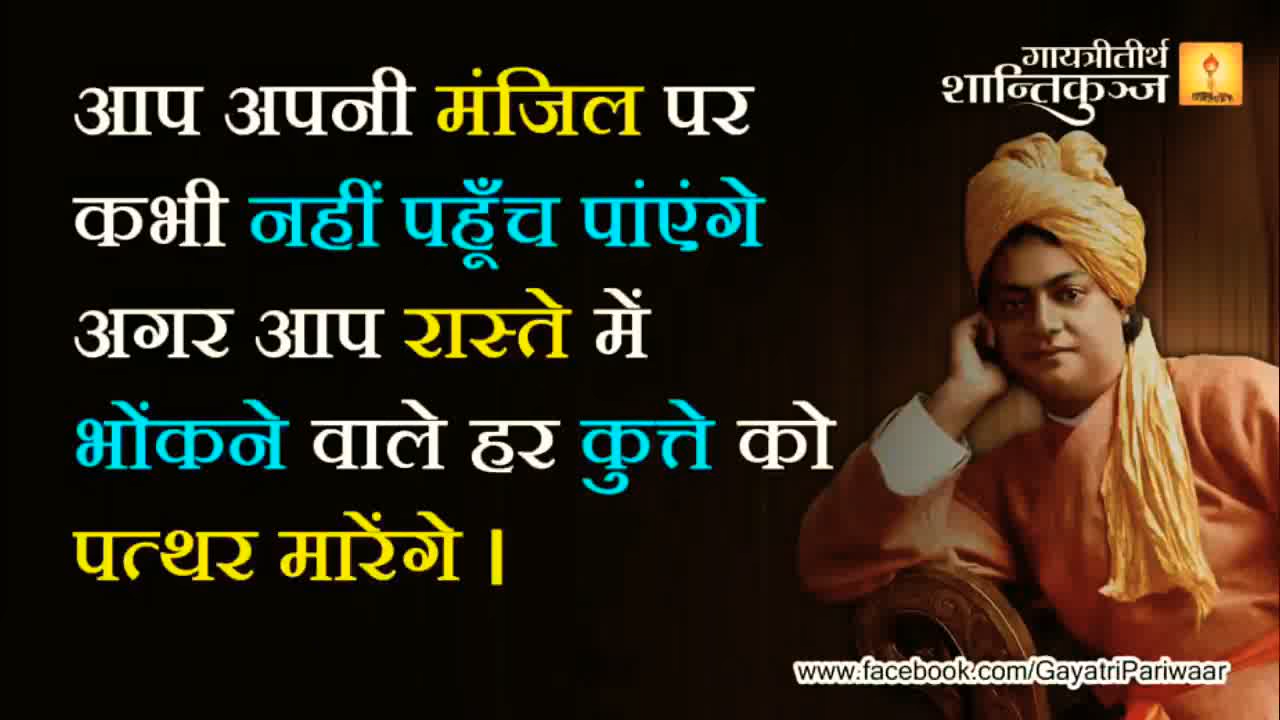 गायत्रीतीर्थ
शान्तिकुञ्ज
आप अपनी मंजिल पर
कभी नहीं पहूँच पांएंगे
अगर आप रास्ते में
भोंकने वाले हर कुत्ते को
पत्थर मारेंगे ।
www.facebook.com/GayatriPariwaar